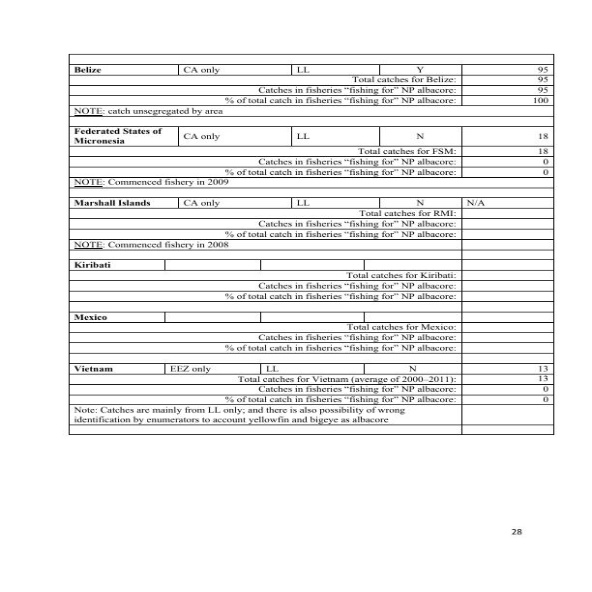 Belize CA only LL Y 95
Total catches for Belize: 95
Catches in fisheries “fishing for” NP albacore: 95
% of total catch in fisheries “fishing for” NP albacore: 100
NOTE: catch unsegregated by area
Federated States of
Micronesia CA only LL N 18
Total catches for FSM: 18
Catches in fisheries “fishing for” NP albacore: 0
% of total catch in fisheries “fishing for” NP albacore: 0
NOTE: Commenced fishery in 2009
Marshall Islands CA only LL N N/A
Total catches for RMI:
Catches in fisheries “fishing for” NP albacore:
% of total catch in fisheries “fishing for” NP albacore:
NOTE: Commenced fishery in 2008
Kiribati
Total catches for Kiribati:
Catches in fisheries “fishing for” NP albacore:
% of total catch in fisheries “fishing for” NP albacore:
Mexico
Total catches for Mexico:
Catches in fisheries “fishing for” NP albacore:
% of total catch in fisheries “fishing for” NP albacore:
Vietnam EEZ only LL N 13
Total catches for Vietnam (average of 2000–2011): 13
Catches in fisheries “fishing for” NP albacore: 0
% of total catch in fisheries “fishing for” NP albacore: 0
Note: Catches are mainly from LL only; and there is also possibility of wrong
identification by enumerators to account yellowfin and bigeye as albacore
28